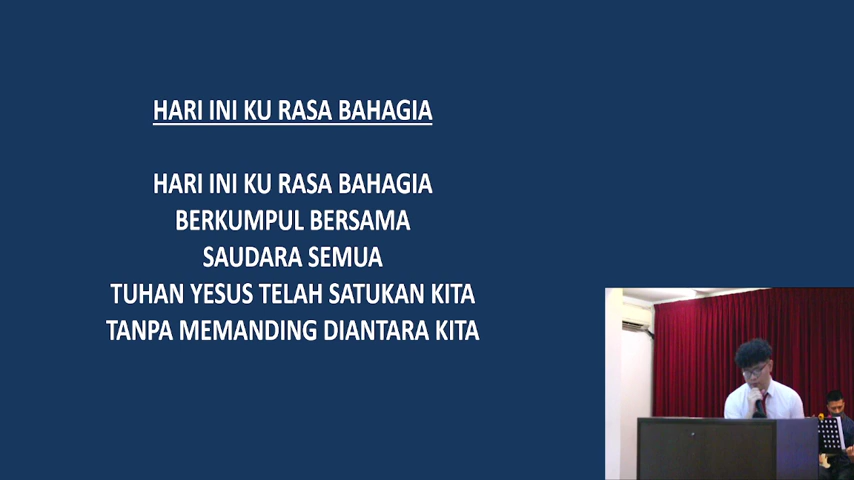 HARI INI KU RASA BAHAGIA
HARI INI KU RASA BAHAGIA
BERKUMPUL BERSAMA
SAUDARA SEMUA
TUHAN YESUS TELAH SATUKAN KITA
TANPA MEMANDING DIANTARA KITA